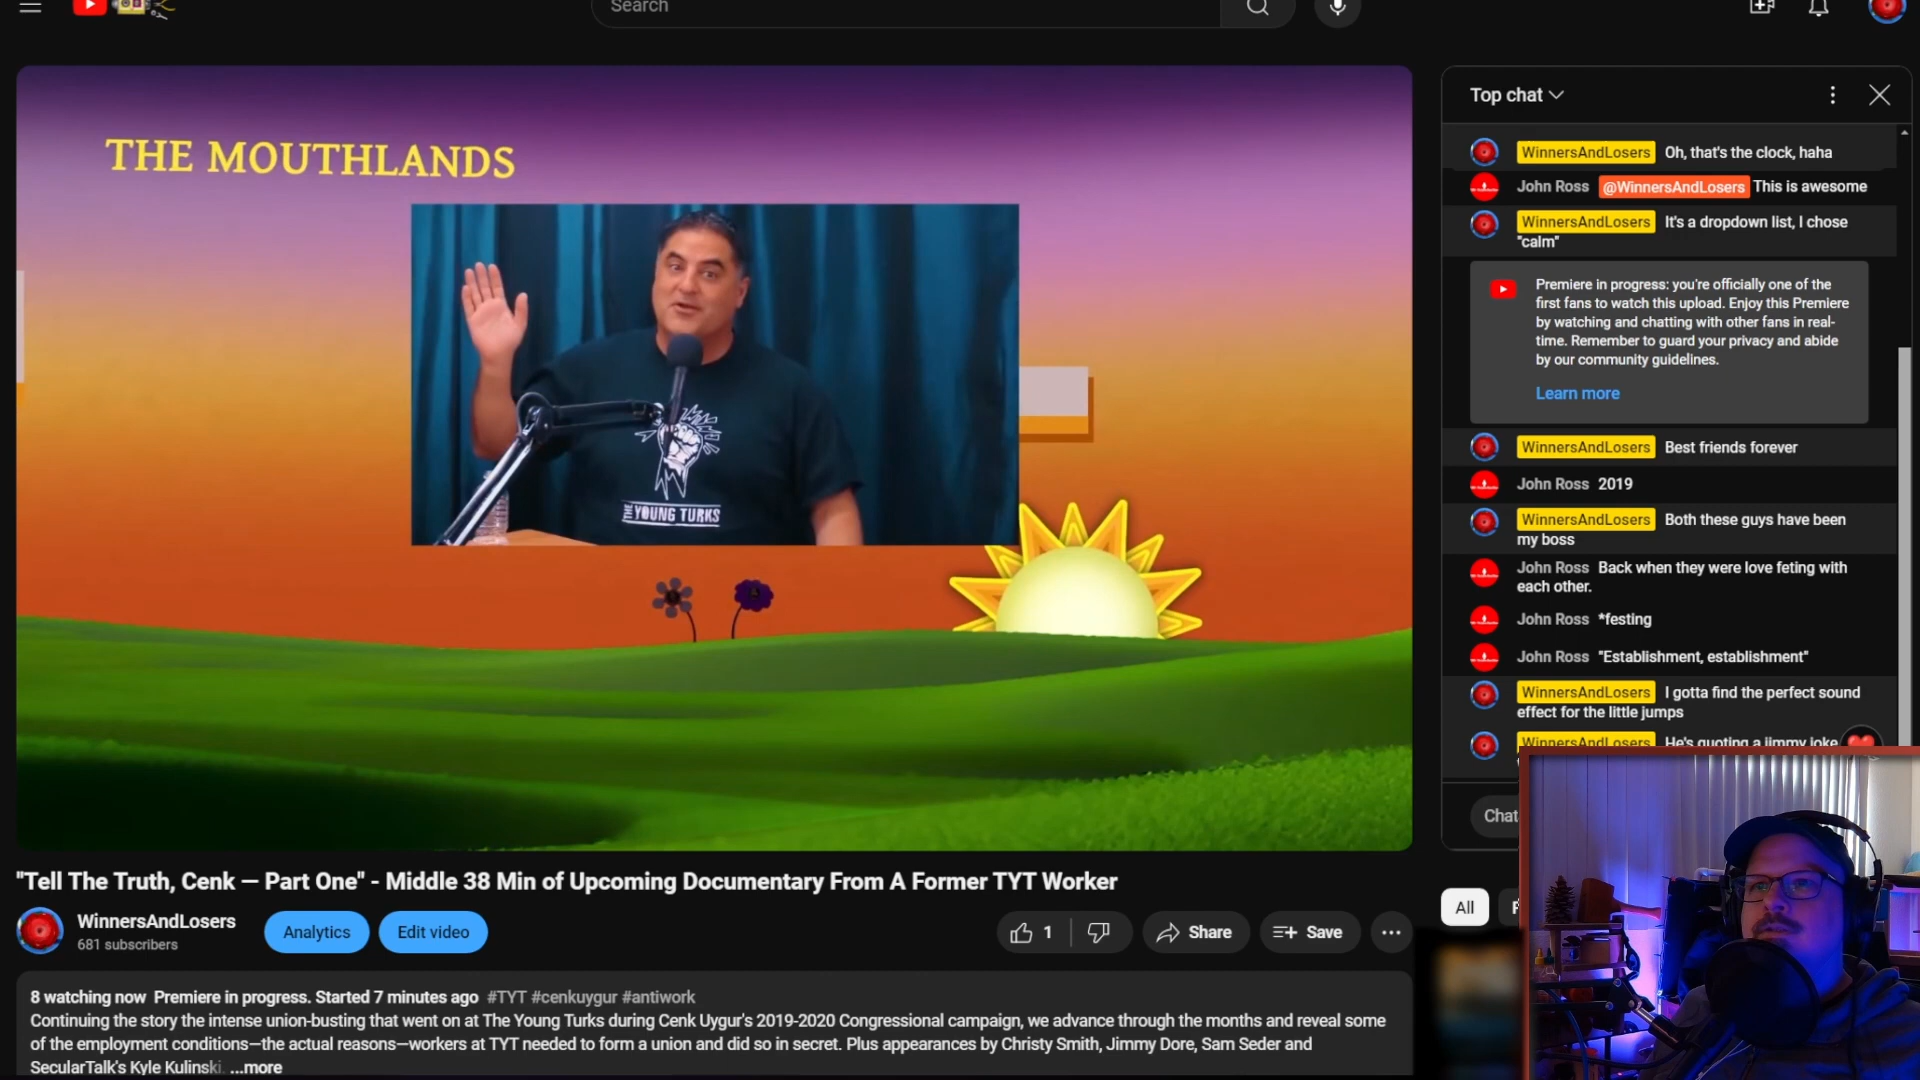 Search
THE MOUTHLANDS
THE YOUNG TURKS
Top chat
WinnersAndLosers Oh, that's the clock, haha
John Ross @WinnersAndLosers This is awesome
WinnersAndLosers It's a dropdown list, I chose
"calm"
Premiere in progress: you're officially one of the
first fans to watch this upload. Enjoy this Premiere
by watching and chatting with other fans in real-
time. Remember to guard your privacy and abide
by our community guidelines.
Learn more
WinnersAndLosers Best friends forever
John Ross 2019
WinnersAndLosers Both these guys have been
my boss
John Ross Back when they were love feting with
each other.
John Ross *festing
John Ross "Establishment, establishment"
WinnersAndLosers I gotta find the perfect sound
effect for the little jumps
WinnersAndLosers He's quoting a jimmy joke
Chat
All
"Tell The Truth, Cenk — Part One" - Middle 38 Min of Upcoming Documentary From A Former TYT Worker
WinnersAndLosers
681 subscribers
Analytics
Edit video
1
Share
Save
8 watching now Premiere in progress. Started 7 minutes ago #TYT #cenkuygur #antiwork
Continuing the story the intense union-busting that went on at The Young Turks during Cenk Uygur's 2019-2020 Congressional campaign, we advance through the months and reveal some
of the employment conditions—the actual reasons—workers at TYT needed to form a union and did so in secret. Plus appearances by Christy Smith, Jimmy Dore, Sam Seder and
SecularTalk's Kyle Kulinski. ...more